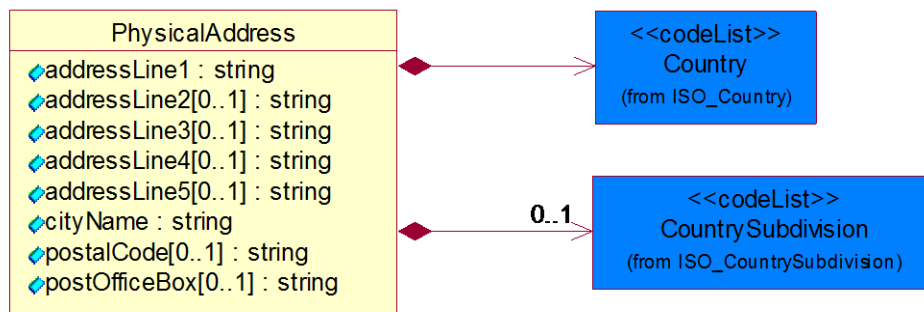 PhysicalAddress
addressLine1 : string
addressLine2[0..1] : string
addressLine3[0..1] : string
addressLine4[0..1] : string
addressLine5[0..1] : string
cityName : string
postalCode[0..1] : string
postOfficeBox[0..1] : string
<<codeList>>
Country
(from ISO_Country)
0..1
<<codeList>>
CountrySubdivision
(from ISO_CountrySubdivision)